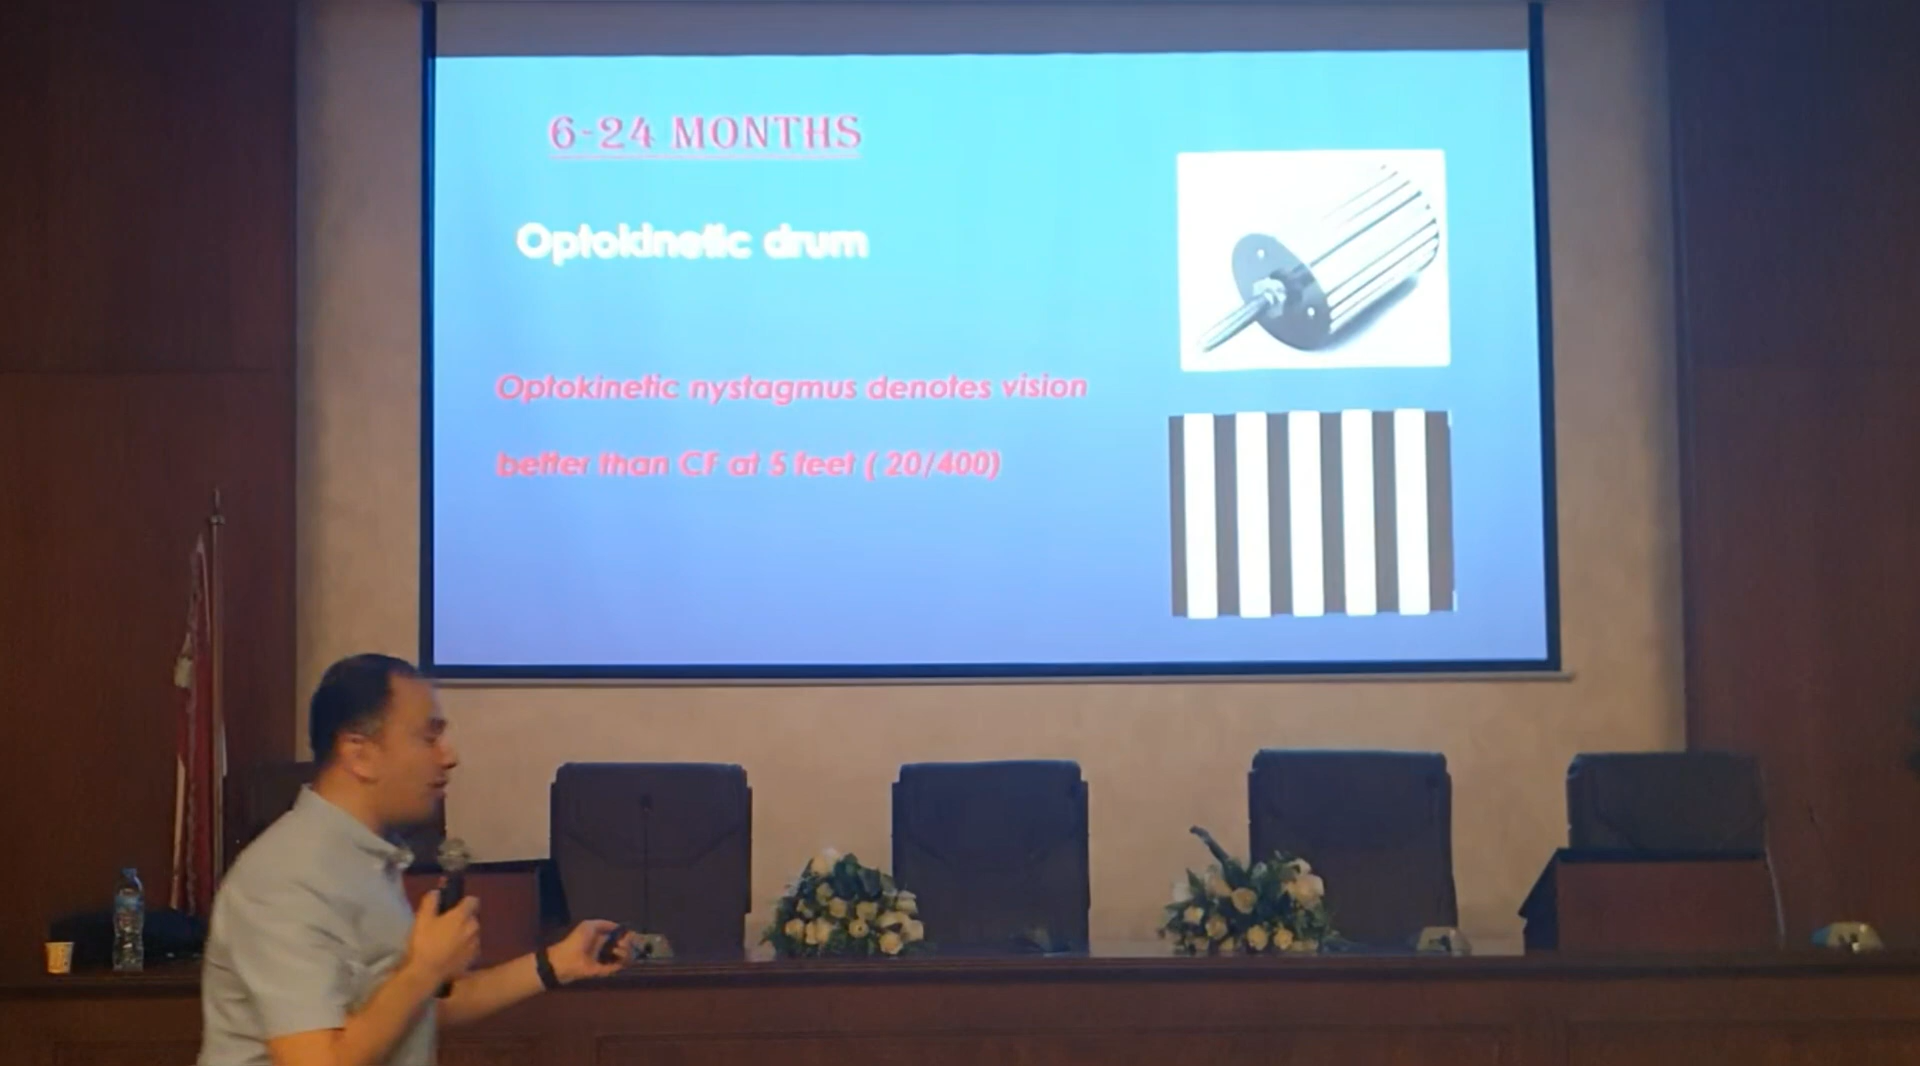 6-24 MONTHS
Optokinetic drum
Optokinetic nystagmus denotes vision
better than CF at 5 feet ( 20/400)